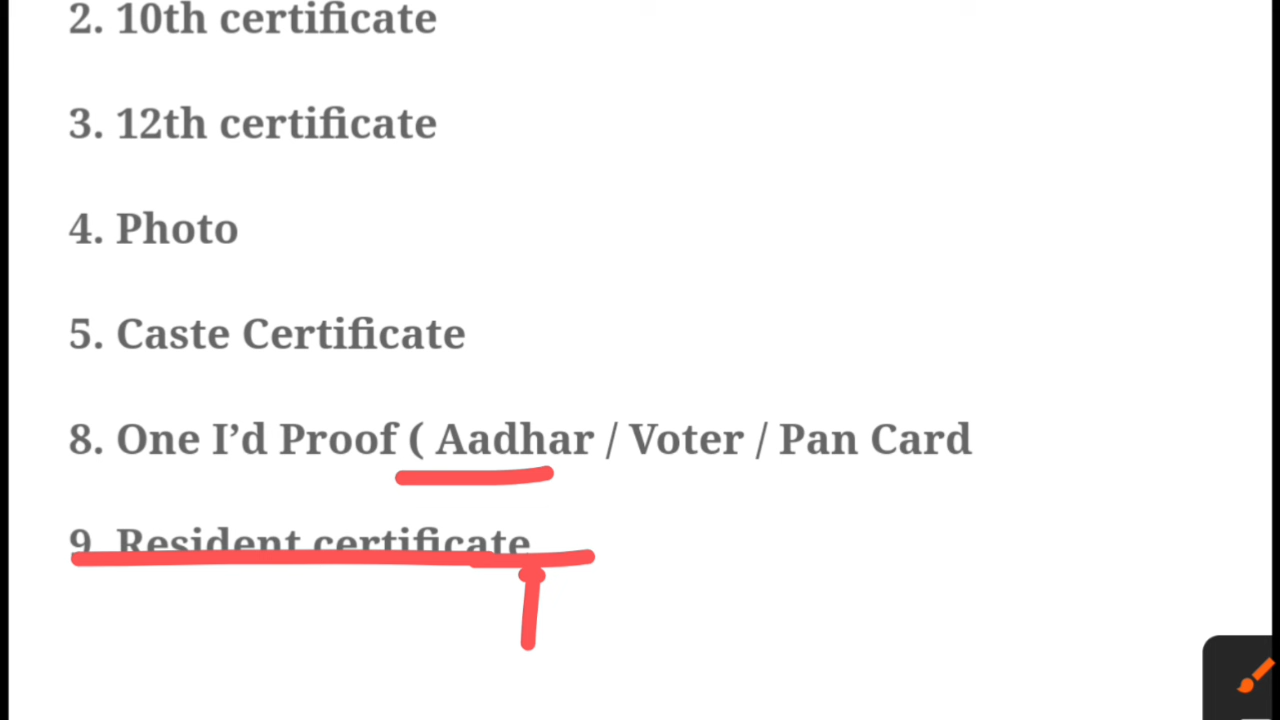 2. 10th certificate
3. 12th certificate
4. Photo
5. Caste Certificate
8. One I’d Proof ( Aadhar / Voter / Pan Card
9. Resident certificate